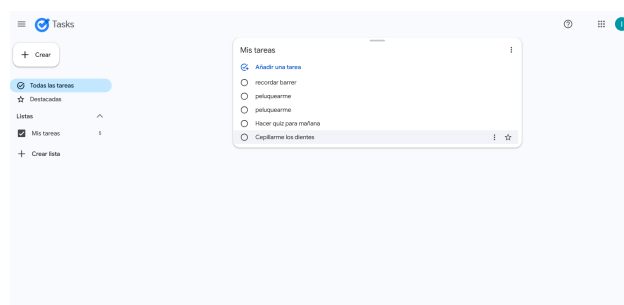 Tasks
Crear
Todas las tareas
Destacadas
Listas
Mis tareas
Crear lista
Mis tareas
Añadir una tarea
recordar barrer
peluquearme
peluquearme
Hacer quiz para mañana
Cepillarme los dientes